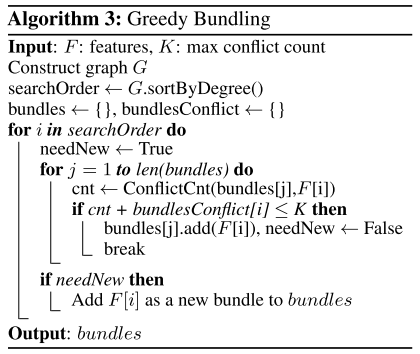 Algorithm 3: Greedy Bundling
Input: F: features, K: max conflict count
Construct graph G
searchOrder ← G.sortByDegree()
bundles ← {}, bundlesConflict ← {}
for i in searchOrder do
needNew ← True
for j = 1 to len(bundles) do
cnt ← ConflictCnt(bundles[j],F[i])
if cnt + bundlesConflict[i] ≤ K then
bundles[j].add(F[i]), needNew ← False
break
if needNew then
Add F[i] as a new bundle to bundles
Output: bundles